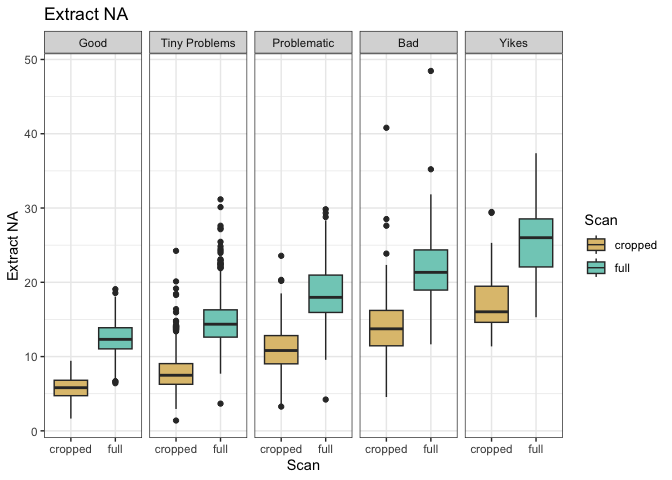 Extract NA
Good
Tiny Problems
Problematic
Bad
Yikes
Extract NA
50
40
30
20
10
0
cropped
full
cropped
full
cropped
full
cropped
full
cropped
full
Scan
Scan
cropped
full